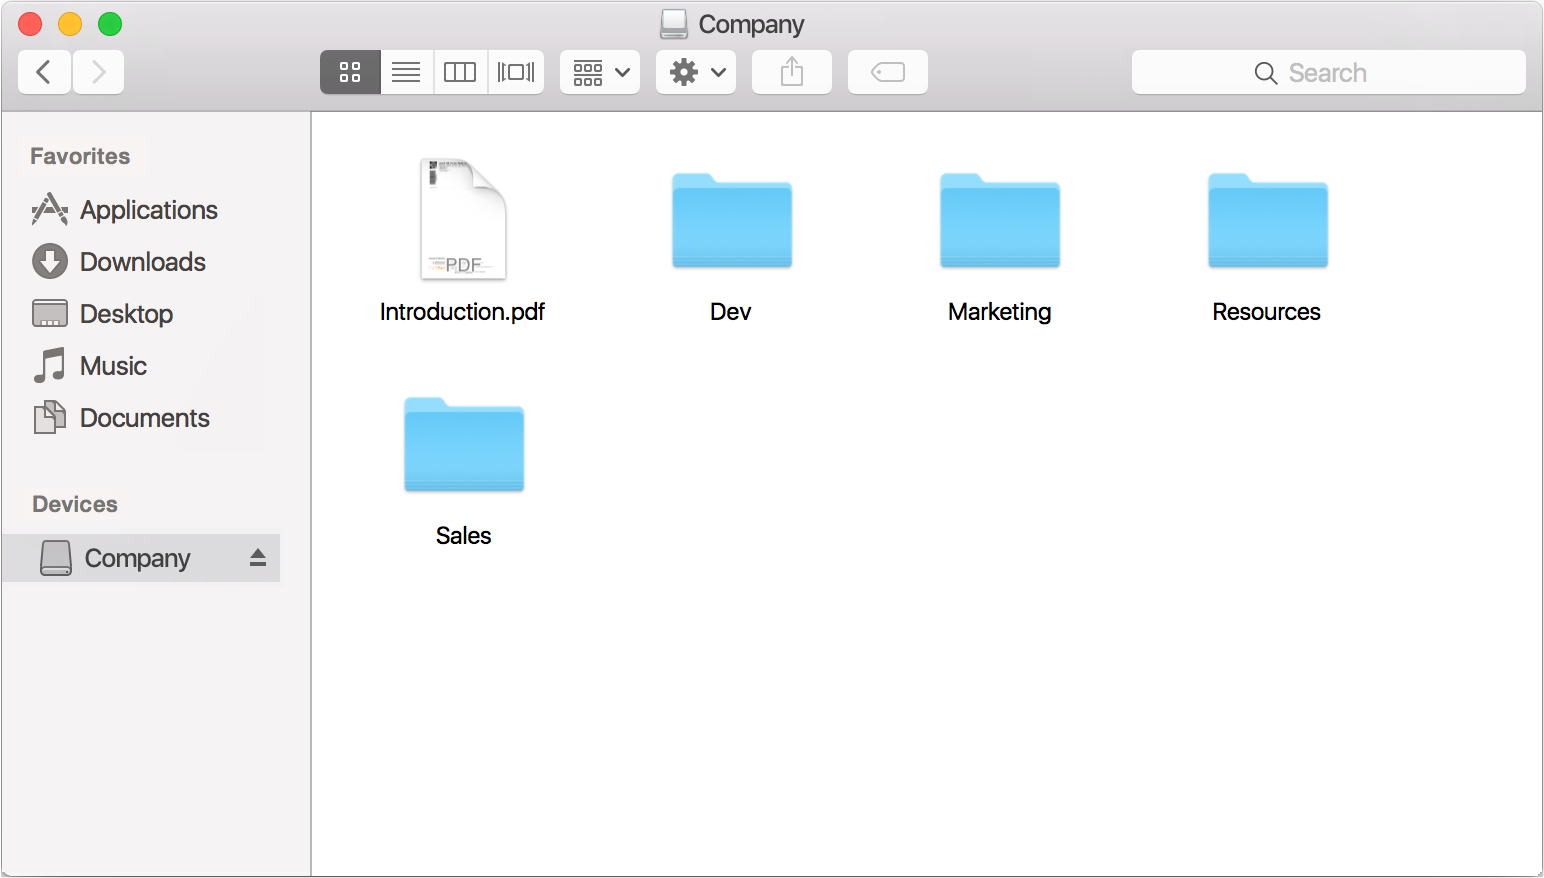 Company
Search
Favorites
Applications
Downloads
Desktop
Music
Documents
Devices
Company
PDF
Introduction.pdf
Dev
Marketing
Resources
Sales